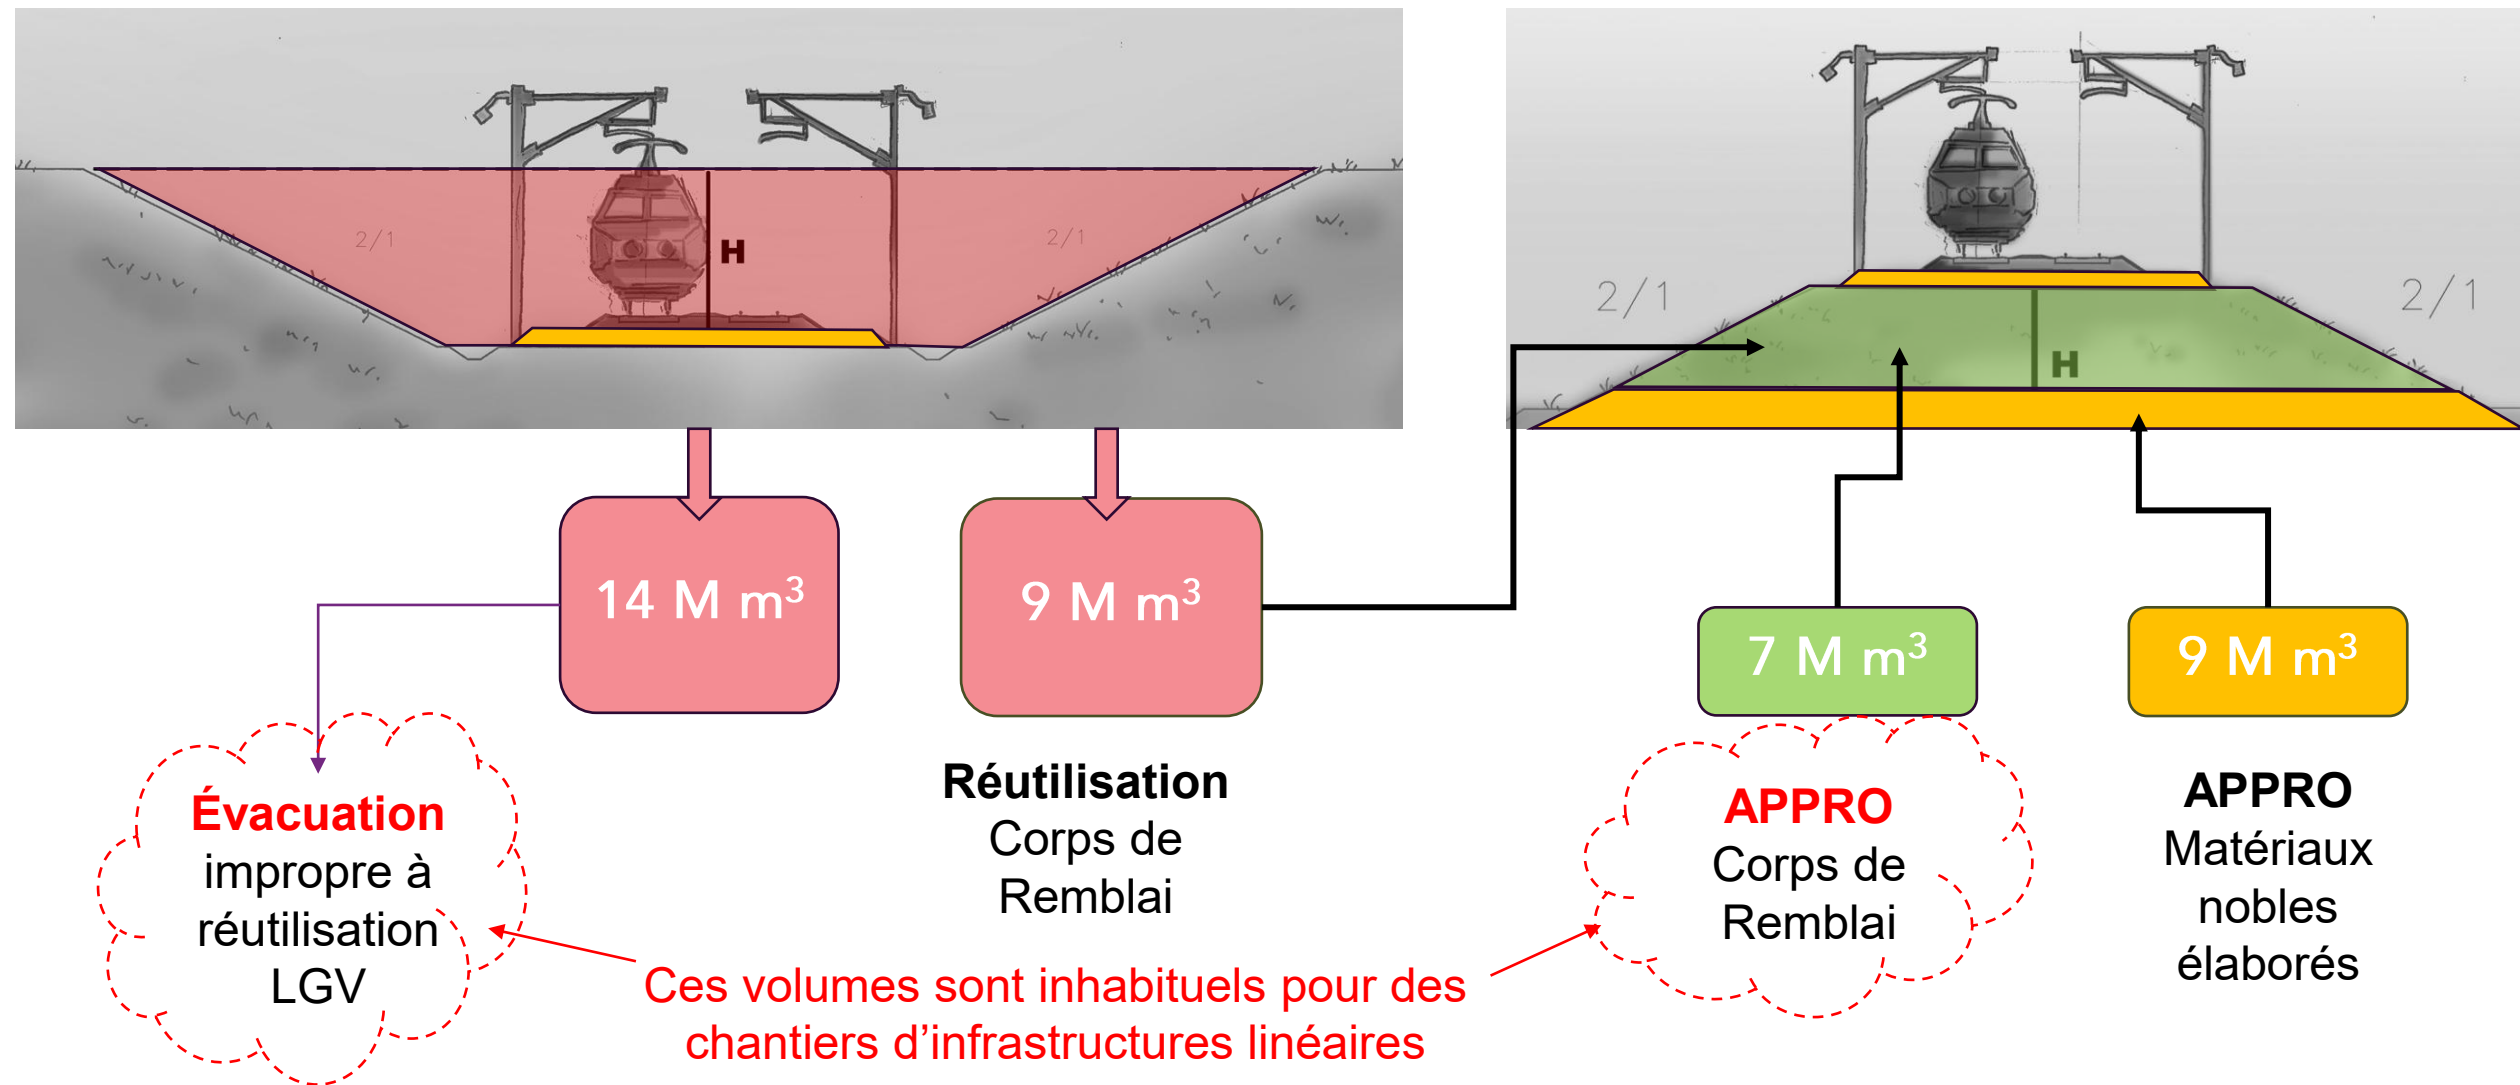 2/1
2/1
H
2/1
2/1
H
14 M m³
9 M m³
7 M m³
9 M m³
Évacuation
impropre à
réutilisation
LGV
Réutilisation
Corps de
Remblai
APPRO
Corps de
Remblai
APPRO
Matériaux
nobles
élaborés
Ces volumes sont inhabituels pour des
chantiers d’infrastructures linéaires